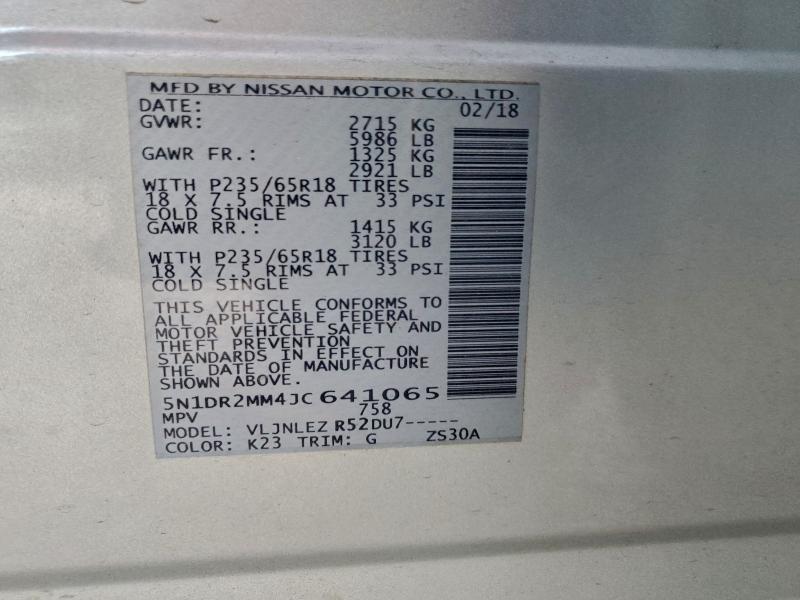 MFD BY NISSAN MOTOR CO., LTD.
DATE: 02/18
GVWR: 2715 KG
5986 LB
GAWR FR.: 1325 KG
2921 LB
WITH P235/65R18 TIRES
18 X 7.5 RIMS AT 33 PSI
COLD SINGLE
GAWR RR.: 1415 KG
3120 LB
WITH P235/65R18 TIRES
18 X 7.5 RIMS AT 33 PSI
COLD SINGLE
THIS VEHICLE CONFORMS TO
ALL APPLICABLE FEDERAL
MOTOR VEHICLE SAFETY AND
THEFT PREVENTION
STANDARDS IN EFFECT ON
THE DATE OF MANUFACTURE
SHOWN ABOVE.
5N1DR2MM4JC641065
MPV 758
MODEL: VLJNLEZ R52DU7-----
COLOR: K23 TRIM: G ZS30A